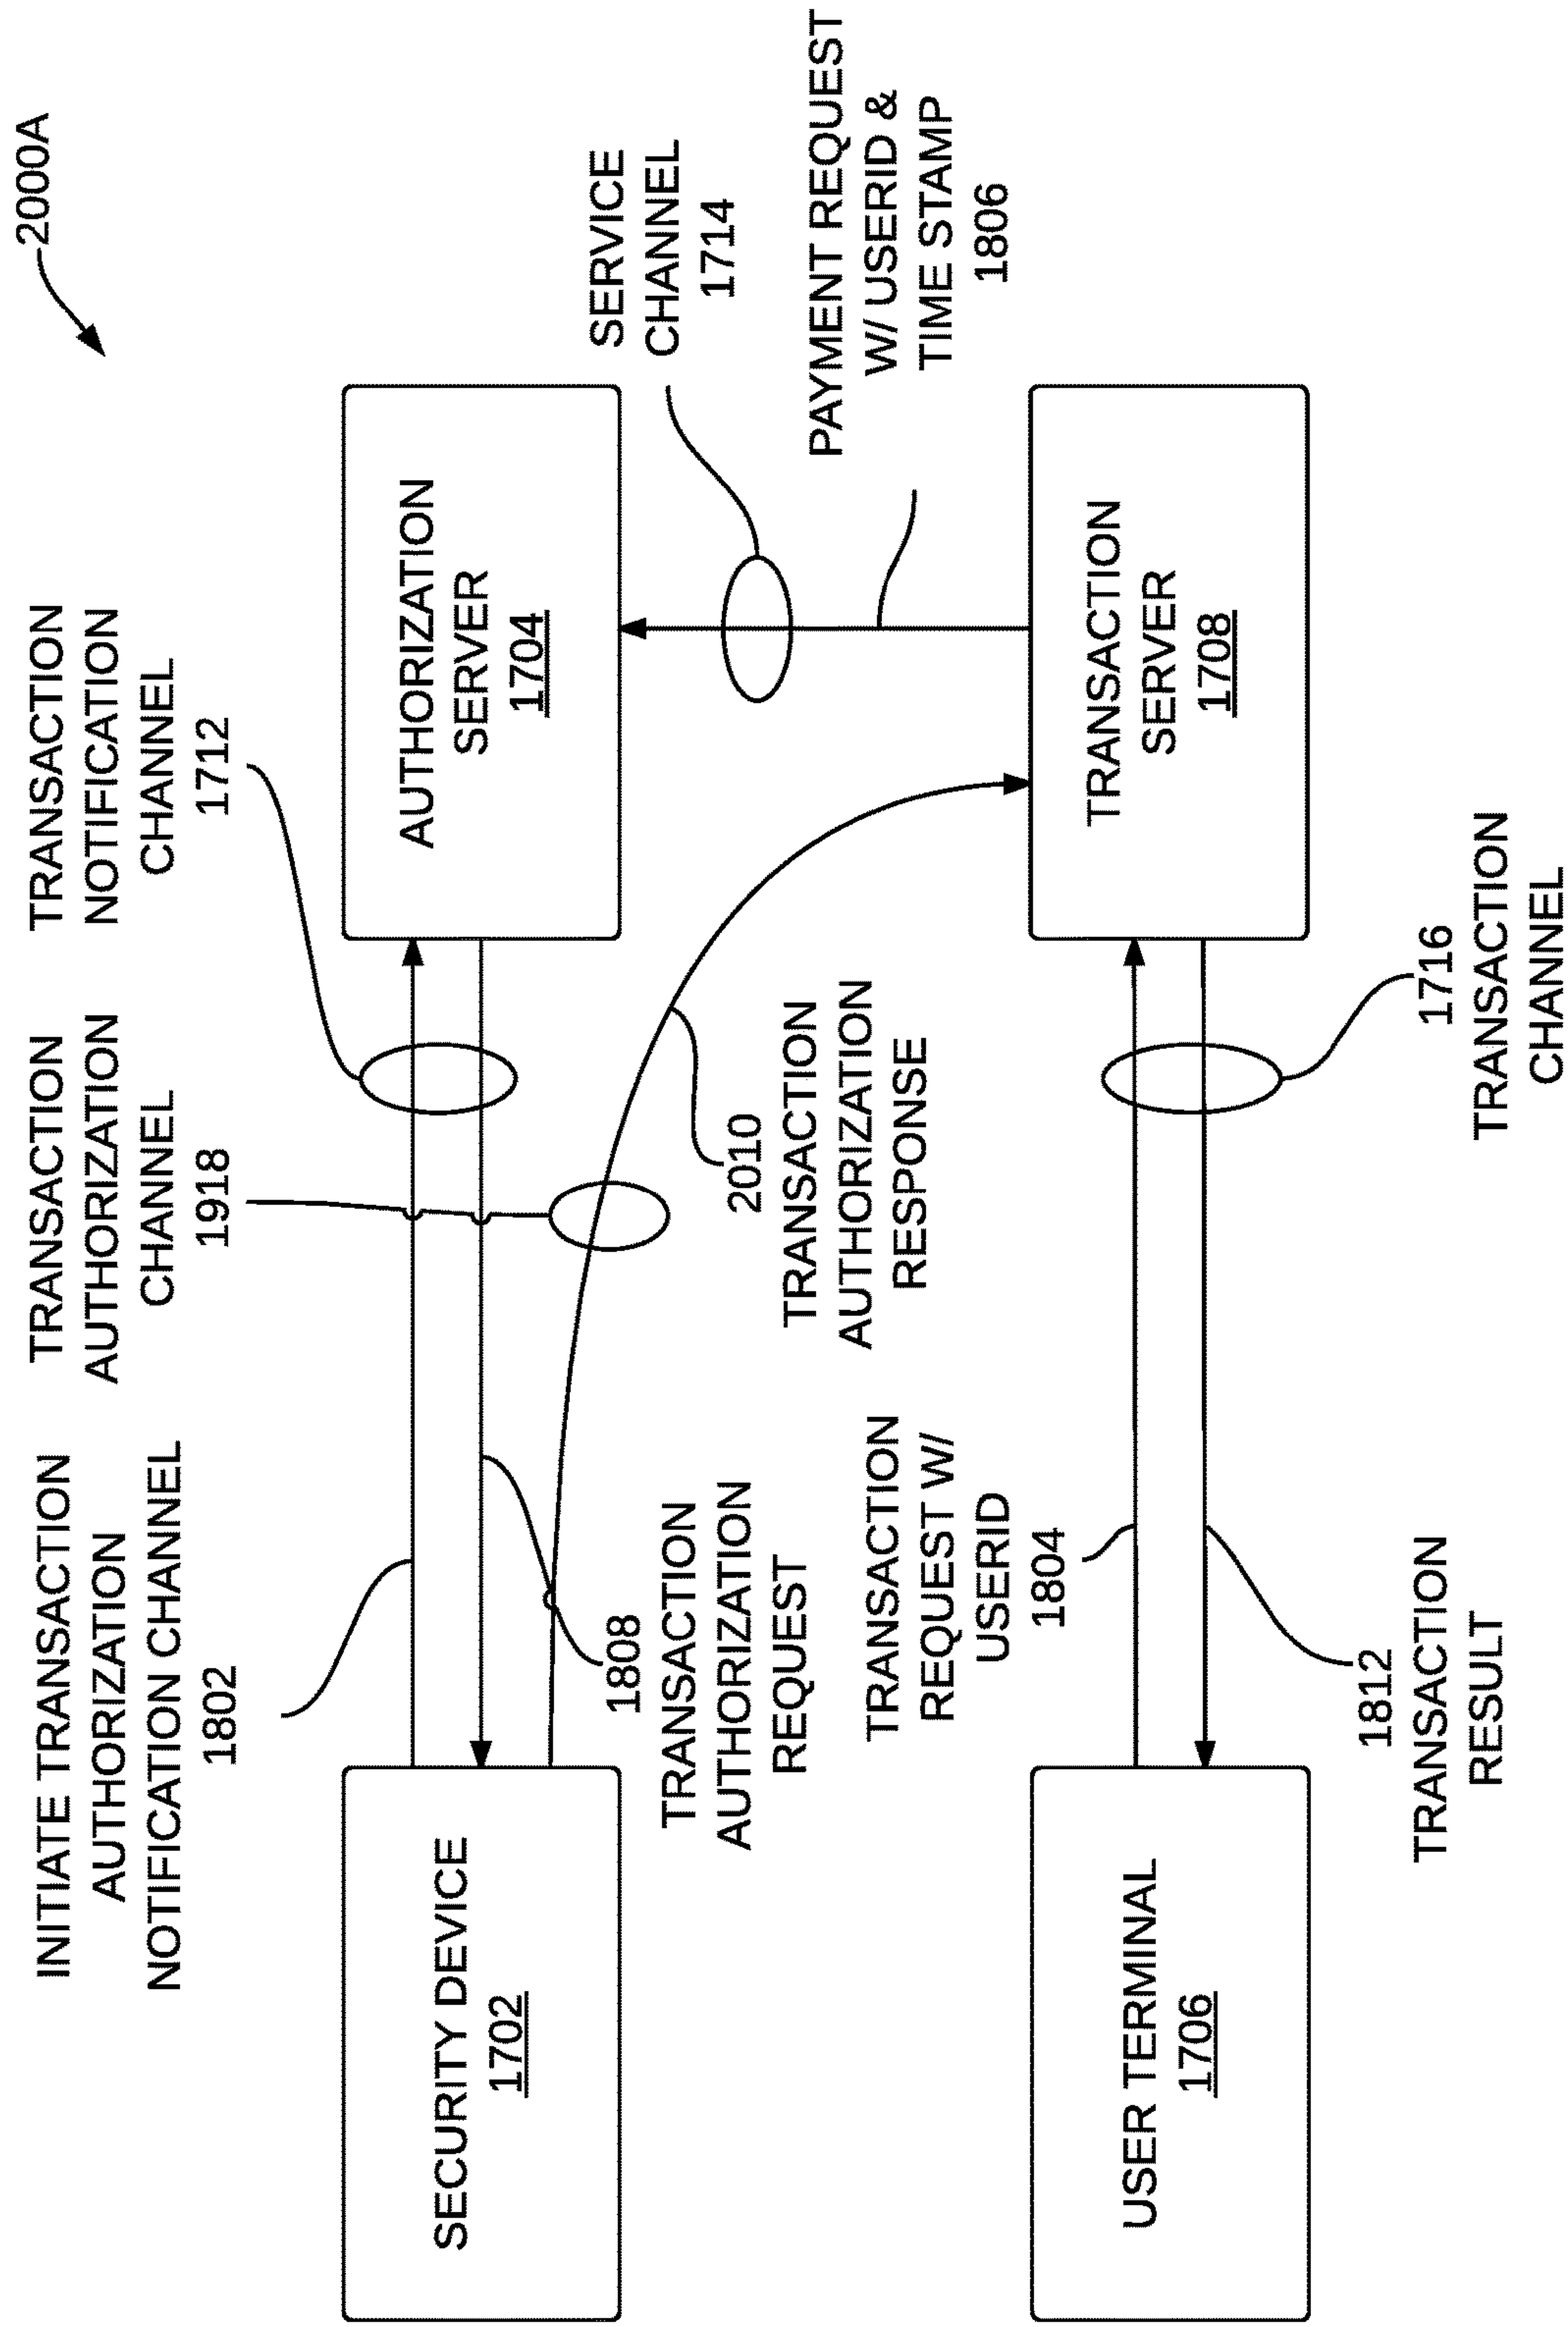 2000A
INITIATE TRANSACTION
AUTHORIZATION
NOTIFICATION CHANNEL
1802
TRANSACTION
AUTHORIZATION
CHANNEL
1918
TRANSACTION
NOTIFICATION
CHANNEL
1712
SECURITY DEVICE
1702
AUTHORIZATION
SERVER
1704
SERVICE
CHANNEL
1714
1808
TRANSACTION
AUTHORIZATION
REQUEST
2010
TRANSACTION
AUTHORIZATION
RESPONSE
PAYMENT REQUEST
W/ USERID &
TIME STAMP
1806
TRANSACTION
REQUEST W/
USERID
1804
USER TERMINAL
1706
TRANSACTION
SERVER
1708
1812
TRANSACTION
RESULT
1716
TRANSACTION
CHANNEL